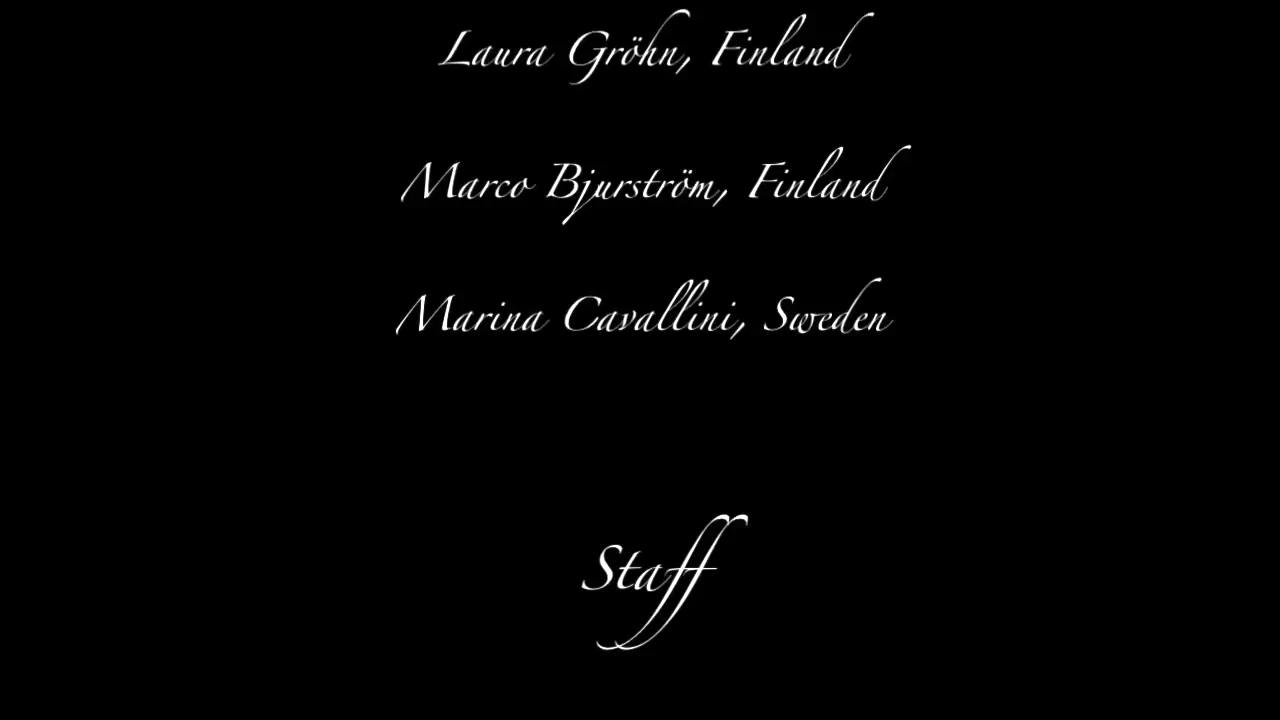 Laura Gröhn, Finland
Marco Bjurström, Finland
Marina Cavallini, Sweden
Staff